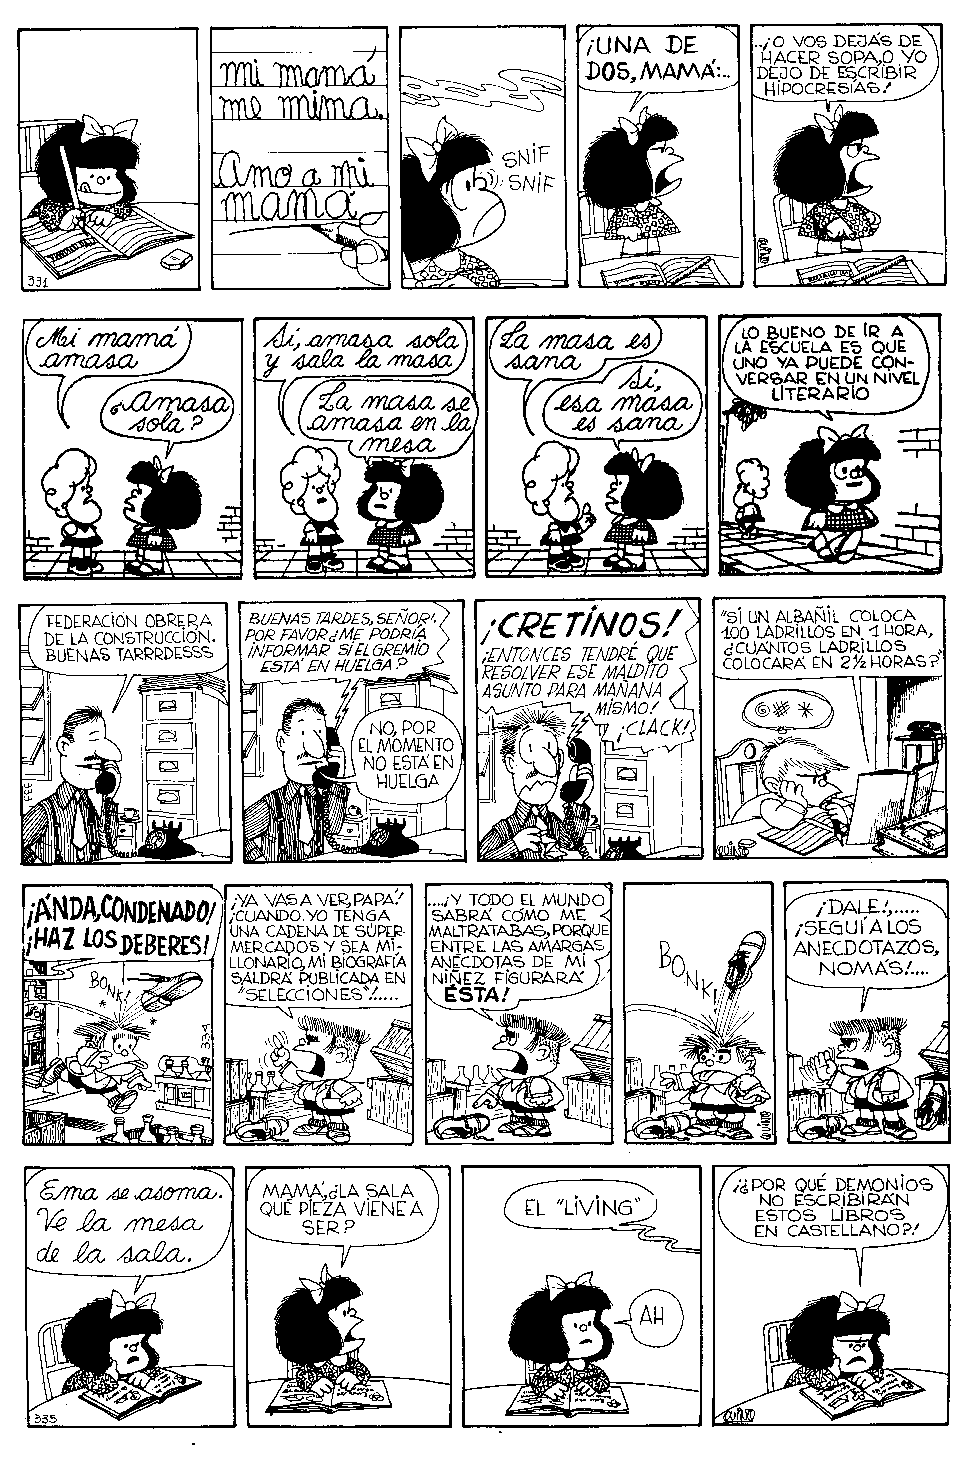 mi mamá
me mima.
Amo a mi
mamá
331
SNIF
SNIF
¡UNA DE
DOS, MAMÁ:..
...¡O VOS DEJÁS DE
HACER SOPA, O YO
DEJO DE ESCRIBIR
HIPOCRESÍAS!
QUINO
Mi mamá
amasa
¿Amasa
sola?
Sí, amasa sola
y sala la masa
La masa se
amasa en la
mesa
La masa es
sana
Sí,
esa masa
es sana
LO BUENO DE IR A
LA ESCUELA ES QUE
UNO YA PUEDE CON-
VERSAR EN UN NIVEL
LITERARIO
FEDERACIÓN OBRERA
DE LA CONSTRUCCIÓN.
BUENAS TARRRDESSS
333
BUENAS TARDES, SEÑOR!
POR FAVOR ¿ME PODRÍA
INFORMAR SI EL GREMIO
ESTÁ EN HUELGA?
NO, POR
EL MOMENTO
NO ESTÁ EN
HUELGA
¡CRETÍNOS!
¡ENTONCES TENDRÉ QUE
RESOLVER ESE MALDITO
ASUNTO PARA MAÑANA
MISMO!
¡CLACK!
"SI UN ALBAÑIL COLOCA
100 LADRILLOS EN 1 HORA,
¿CUÁNTOS LADRILLOS
COLOCARÁ EN 2½ HORAS?"
QUINO
¡ANDA, CONDENADO!
¡HAZ LOS DEBERES!
BONK!
334
¡YA VAS A VER, PAPÁ!
¡CUANDO YO TENGA
UNA CADENA DE SÚPER-
MERCADOS Y SEA MI-
LLONARIO, MI BIOGRAFÍA
SALDRÁ PUBLICADA EN
"SELECCIONES"!.....
....¡Y TODO EL MUNDO
SABRÁ CÓMO ME
MALTRATABAS, PORQUE
ENTRE LAS AMARGAS
ANÉCDOTAS DE MI
NIÑEZ FIGURARÁ
ÉSTA!
BONK!
QUINO
¡DALE!,.....
¡SEGUÍ A LOS
ANECDOTAZOS,
NOMÁS!....
Ema se asoma.
Ve la mesa
de la sala.
335
MAMÁ, ¿LA SALA
QUÉ PIEZA VIENE A
SER?
EL "LIVING"
AH
¡¿POR QUÉ DEMONIOS
NO ESCRIBIRÁN
ESTOS LIBROS
EN CASTELLANO?!
QUINO